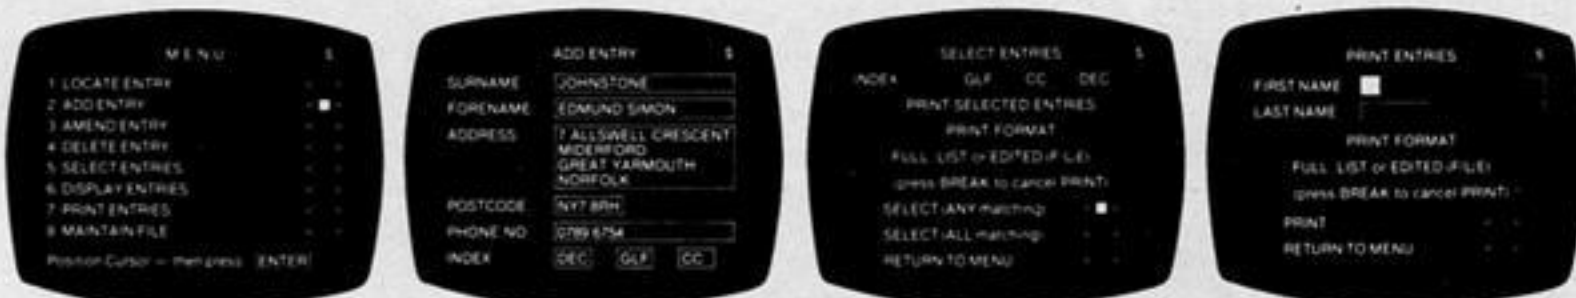 MENU S
1 LOCATE ENTRY
2 ADD ENTRY
3 AMEND ENTRY
4 DELETE ENTRY
5 SELECT ENTRIES
6 DISPLAY ENTRIES
7 PRINT ENTRIES
8 MAINTAIN FILE
Position Cursor — then press ENTER
ADD ENTRY S
SURNAME JOHNSTONE
FORENAME EDMUND SIMON
ADDRESS 7 ALLSWELL CRESCENT
MIDERFORD
GREAT YARMOUTH
NORFOLK
POSTCODE NY7 8RH
PHONE NO 0789 6754
INDEX DEC GLF CC
SELECT ENTRIES S
INDEX GLF CC DEC
PRINT SELECTED ENTRIES
PRINT FORMAT
FULL LIST or EDITED (F/L/E)
(press BREAK to cancel PRINT)
SELECT (ANY matching)
SELECT (ALL matching)
RETURN TO MENU
PRINT ENTRIES S
FIRST NAME
LAST NAME
PRINT FORMAT
FULL LIST or EDITED (F/L/E)
(press BREAK to cancel PRINT)
PRINT
RETURN TO MENU